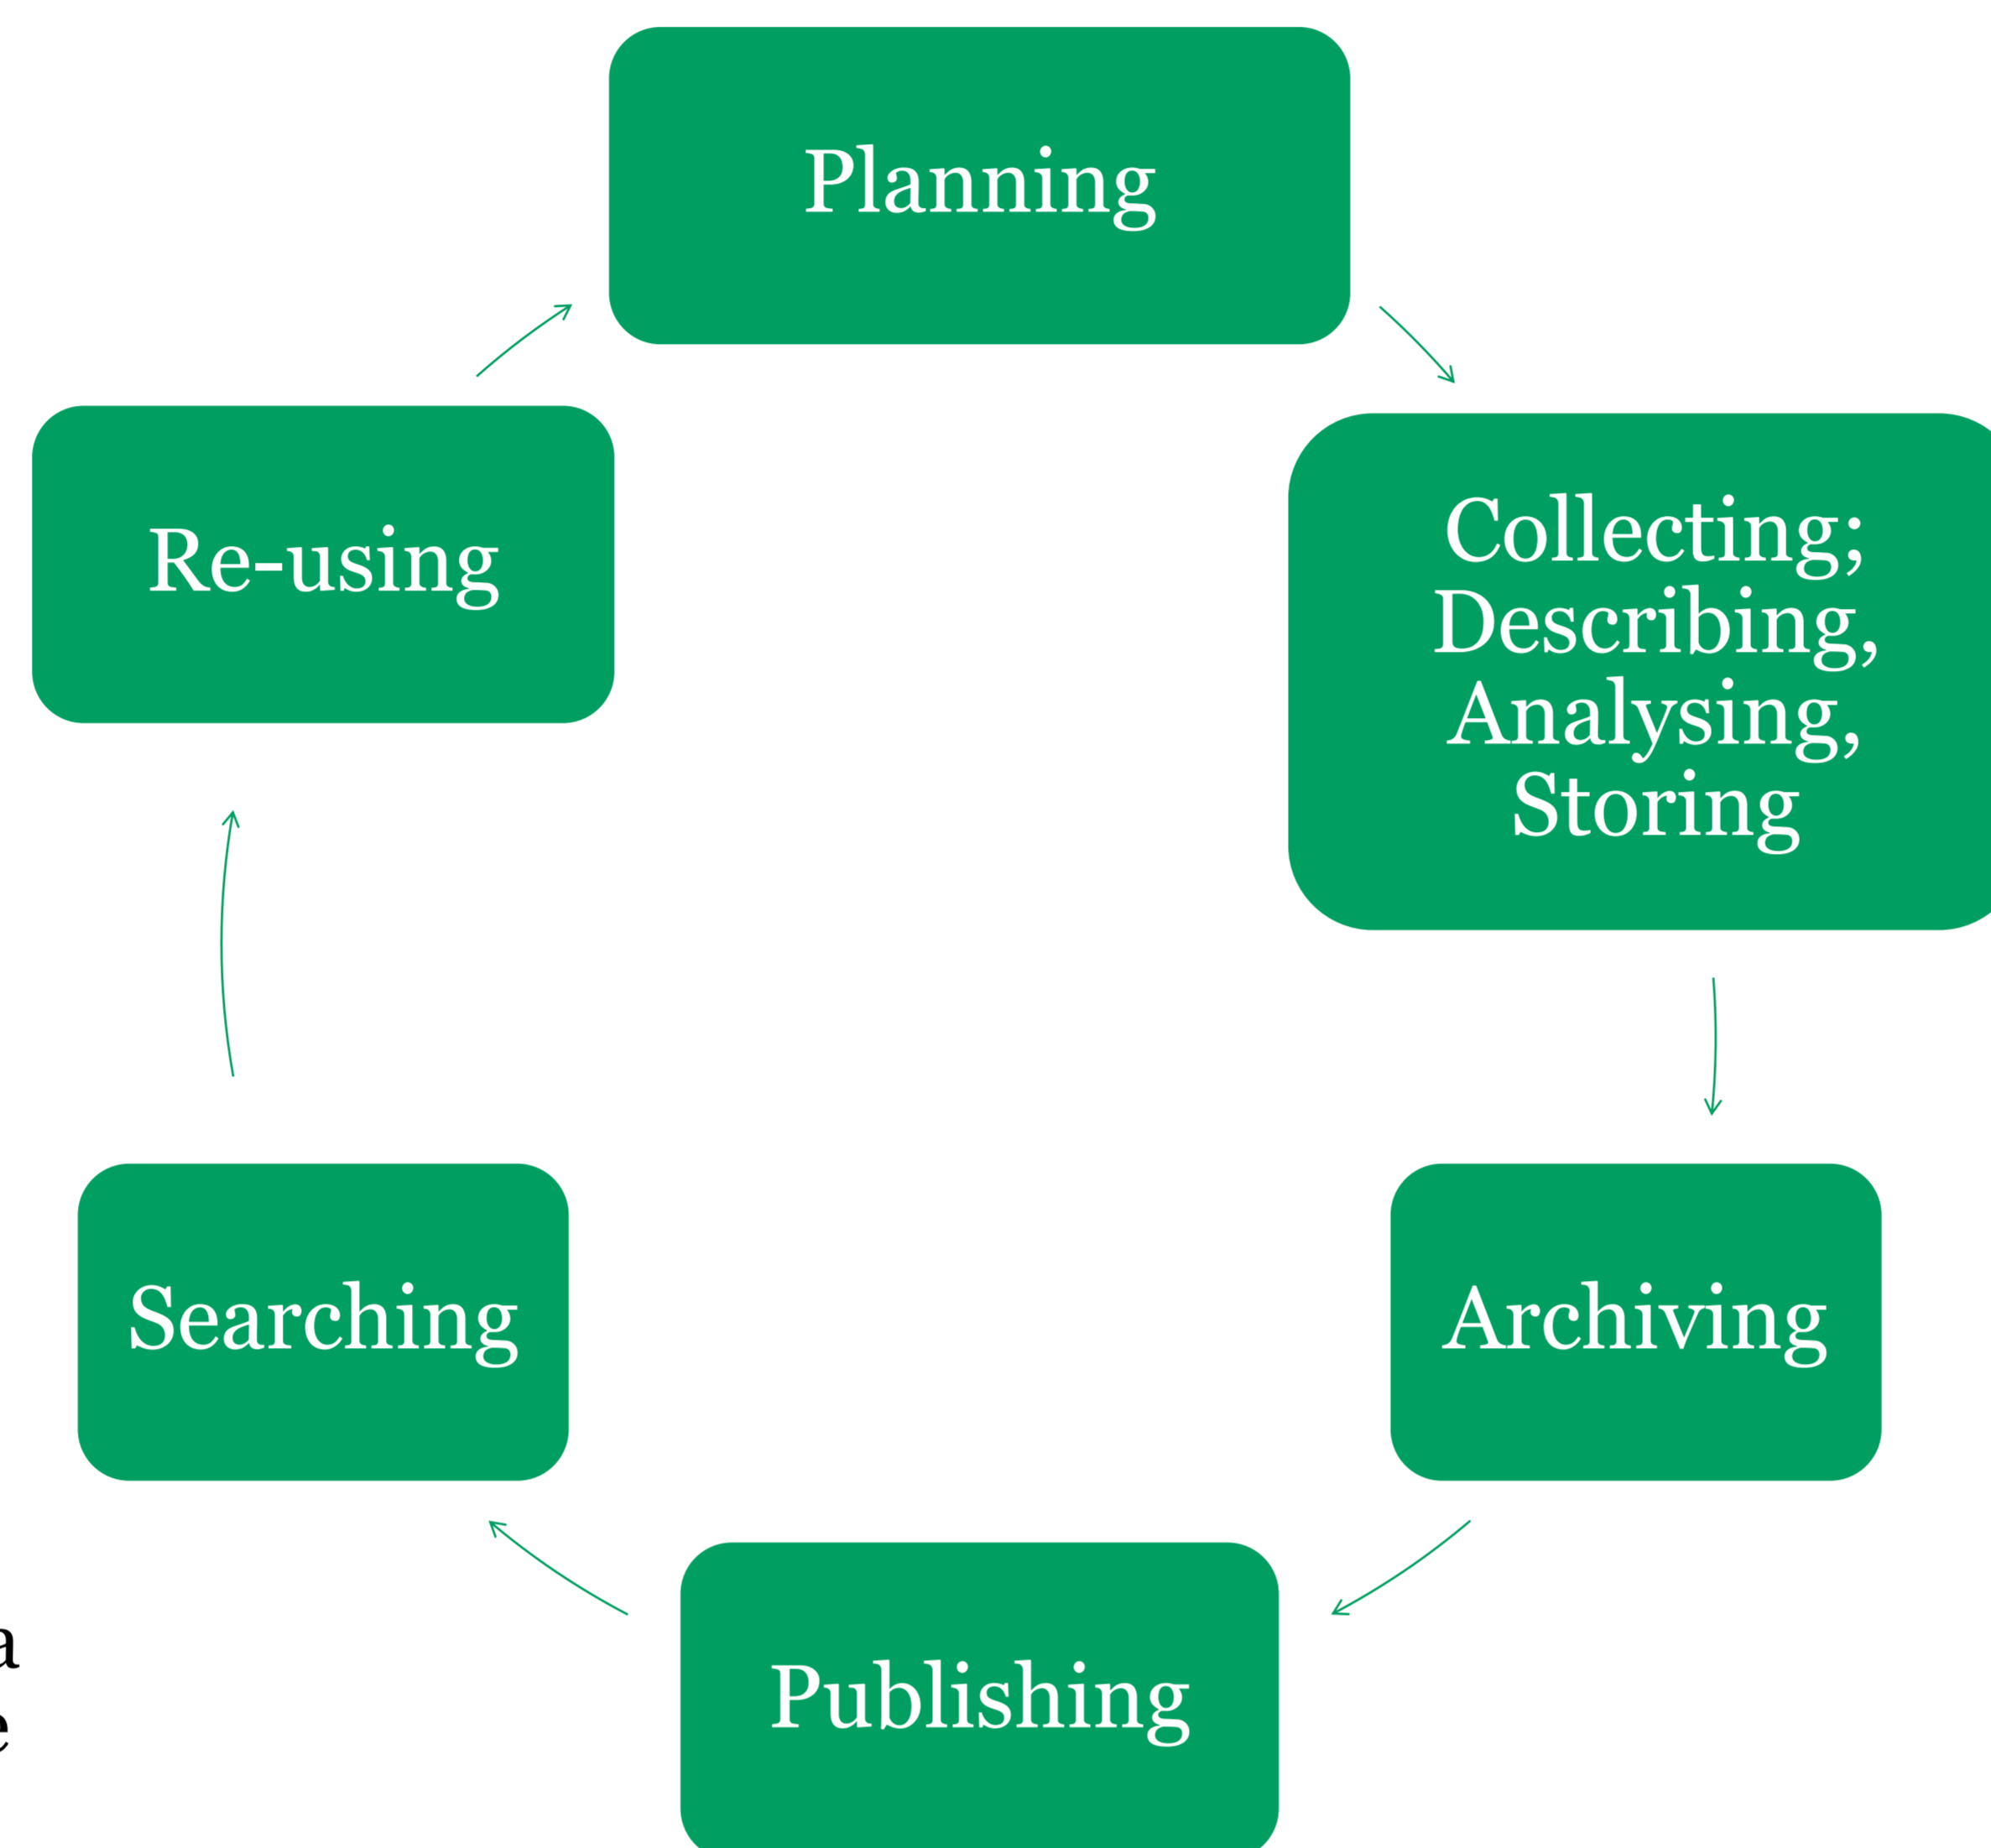 Planning
Re-using
Collecting;
Describing,
Analysing,
Storing
Searching
Archiving
Publishing